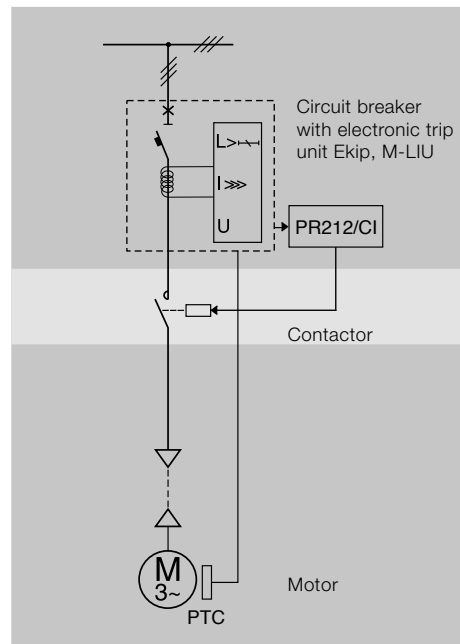 Circuit breaker
with electronic trip
unit Ekip, M-LIU
L>
I >>>
U
PR212/CI
Contactor
M
3~
PTC
Motor